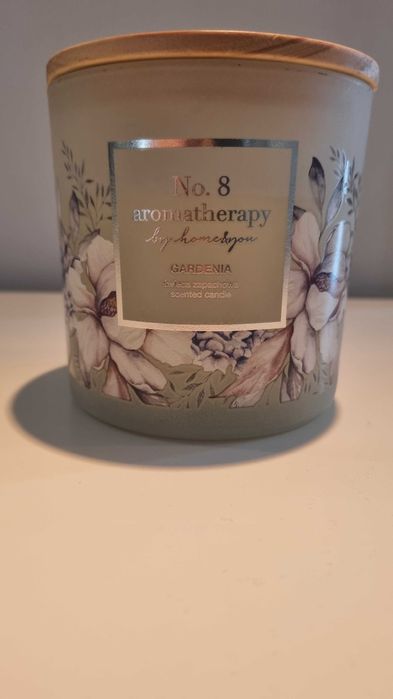 No. 8
aromatherapy
by home&you
GARDENIA
świeca zapachowa
scented candle